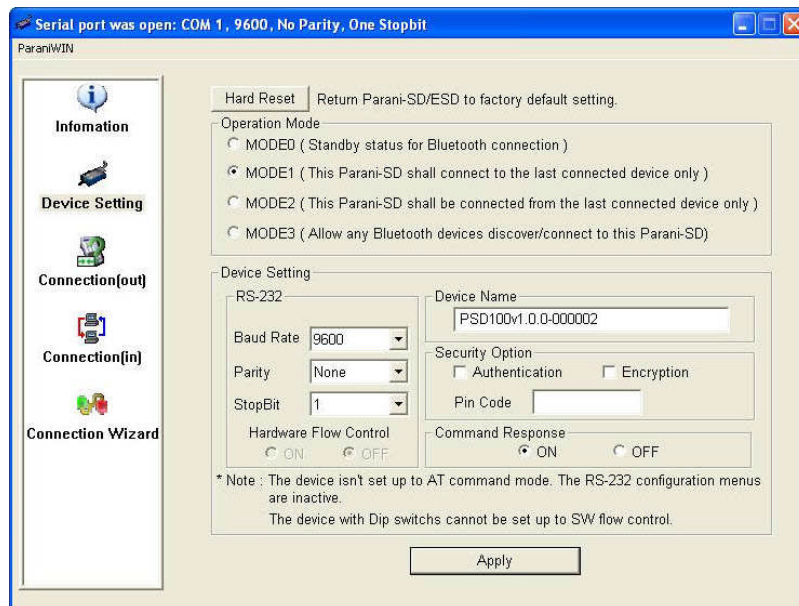 Serial port was open: COM 1, 9600, No Parity, One Stopbit
ParaniWIN
Infomation
Device Setting
Connection(out)
Connection(in)
Connection Wizard
Hard Reset Return Parani-SD/ESD to factory default setting.
Operation Mode
MODE0 ( Standby status for Bluetooth connection )
MODE1 ( This Parani-SD shall connect to the last connected device only )
MODE2 ( This Parani-SD shall be connected from the last connected device only )
MODE3 ( Allow any Bluetooth devices discover/connect to this Parani-SD)
Device Setting
RS-232
Baud Rate 9600
Parity None
StopBit 1
Hardware Flow Control
ON OFF
Device Name
PSD100v1.0.0-000002
Security Option
Authentication Encryption
Pin Code
Command Response
ON OFF
* Note : The device isn't set up to AT command mode. The RS-232 configuration menus
are inactive.
The device with Dip switchs cannot be set up to SW flow control.
Apply